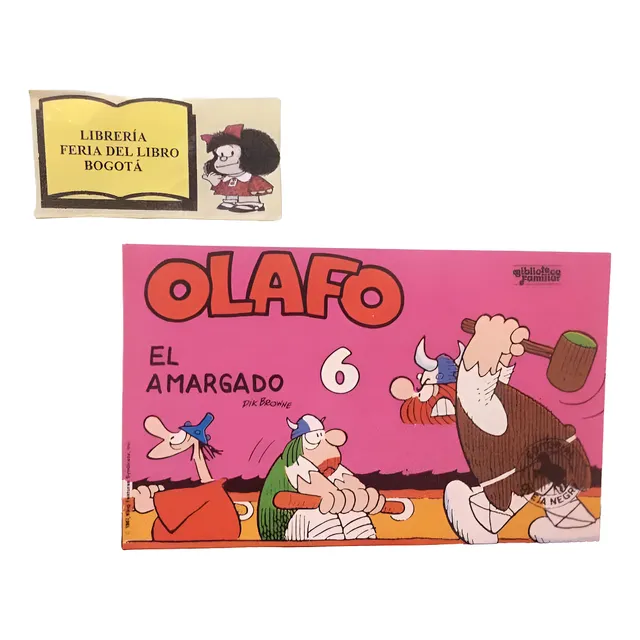 LIBRERÍA
FERIA DEL LIBRO
BOGOTÁ
OLAFO
Biblioteca
Familiar
EL
AMARGADO
6
DIK BROWNE